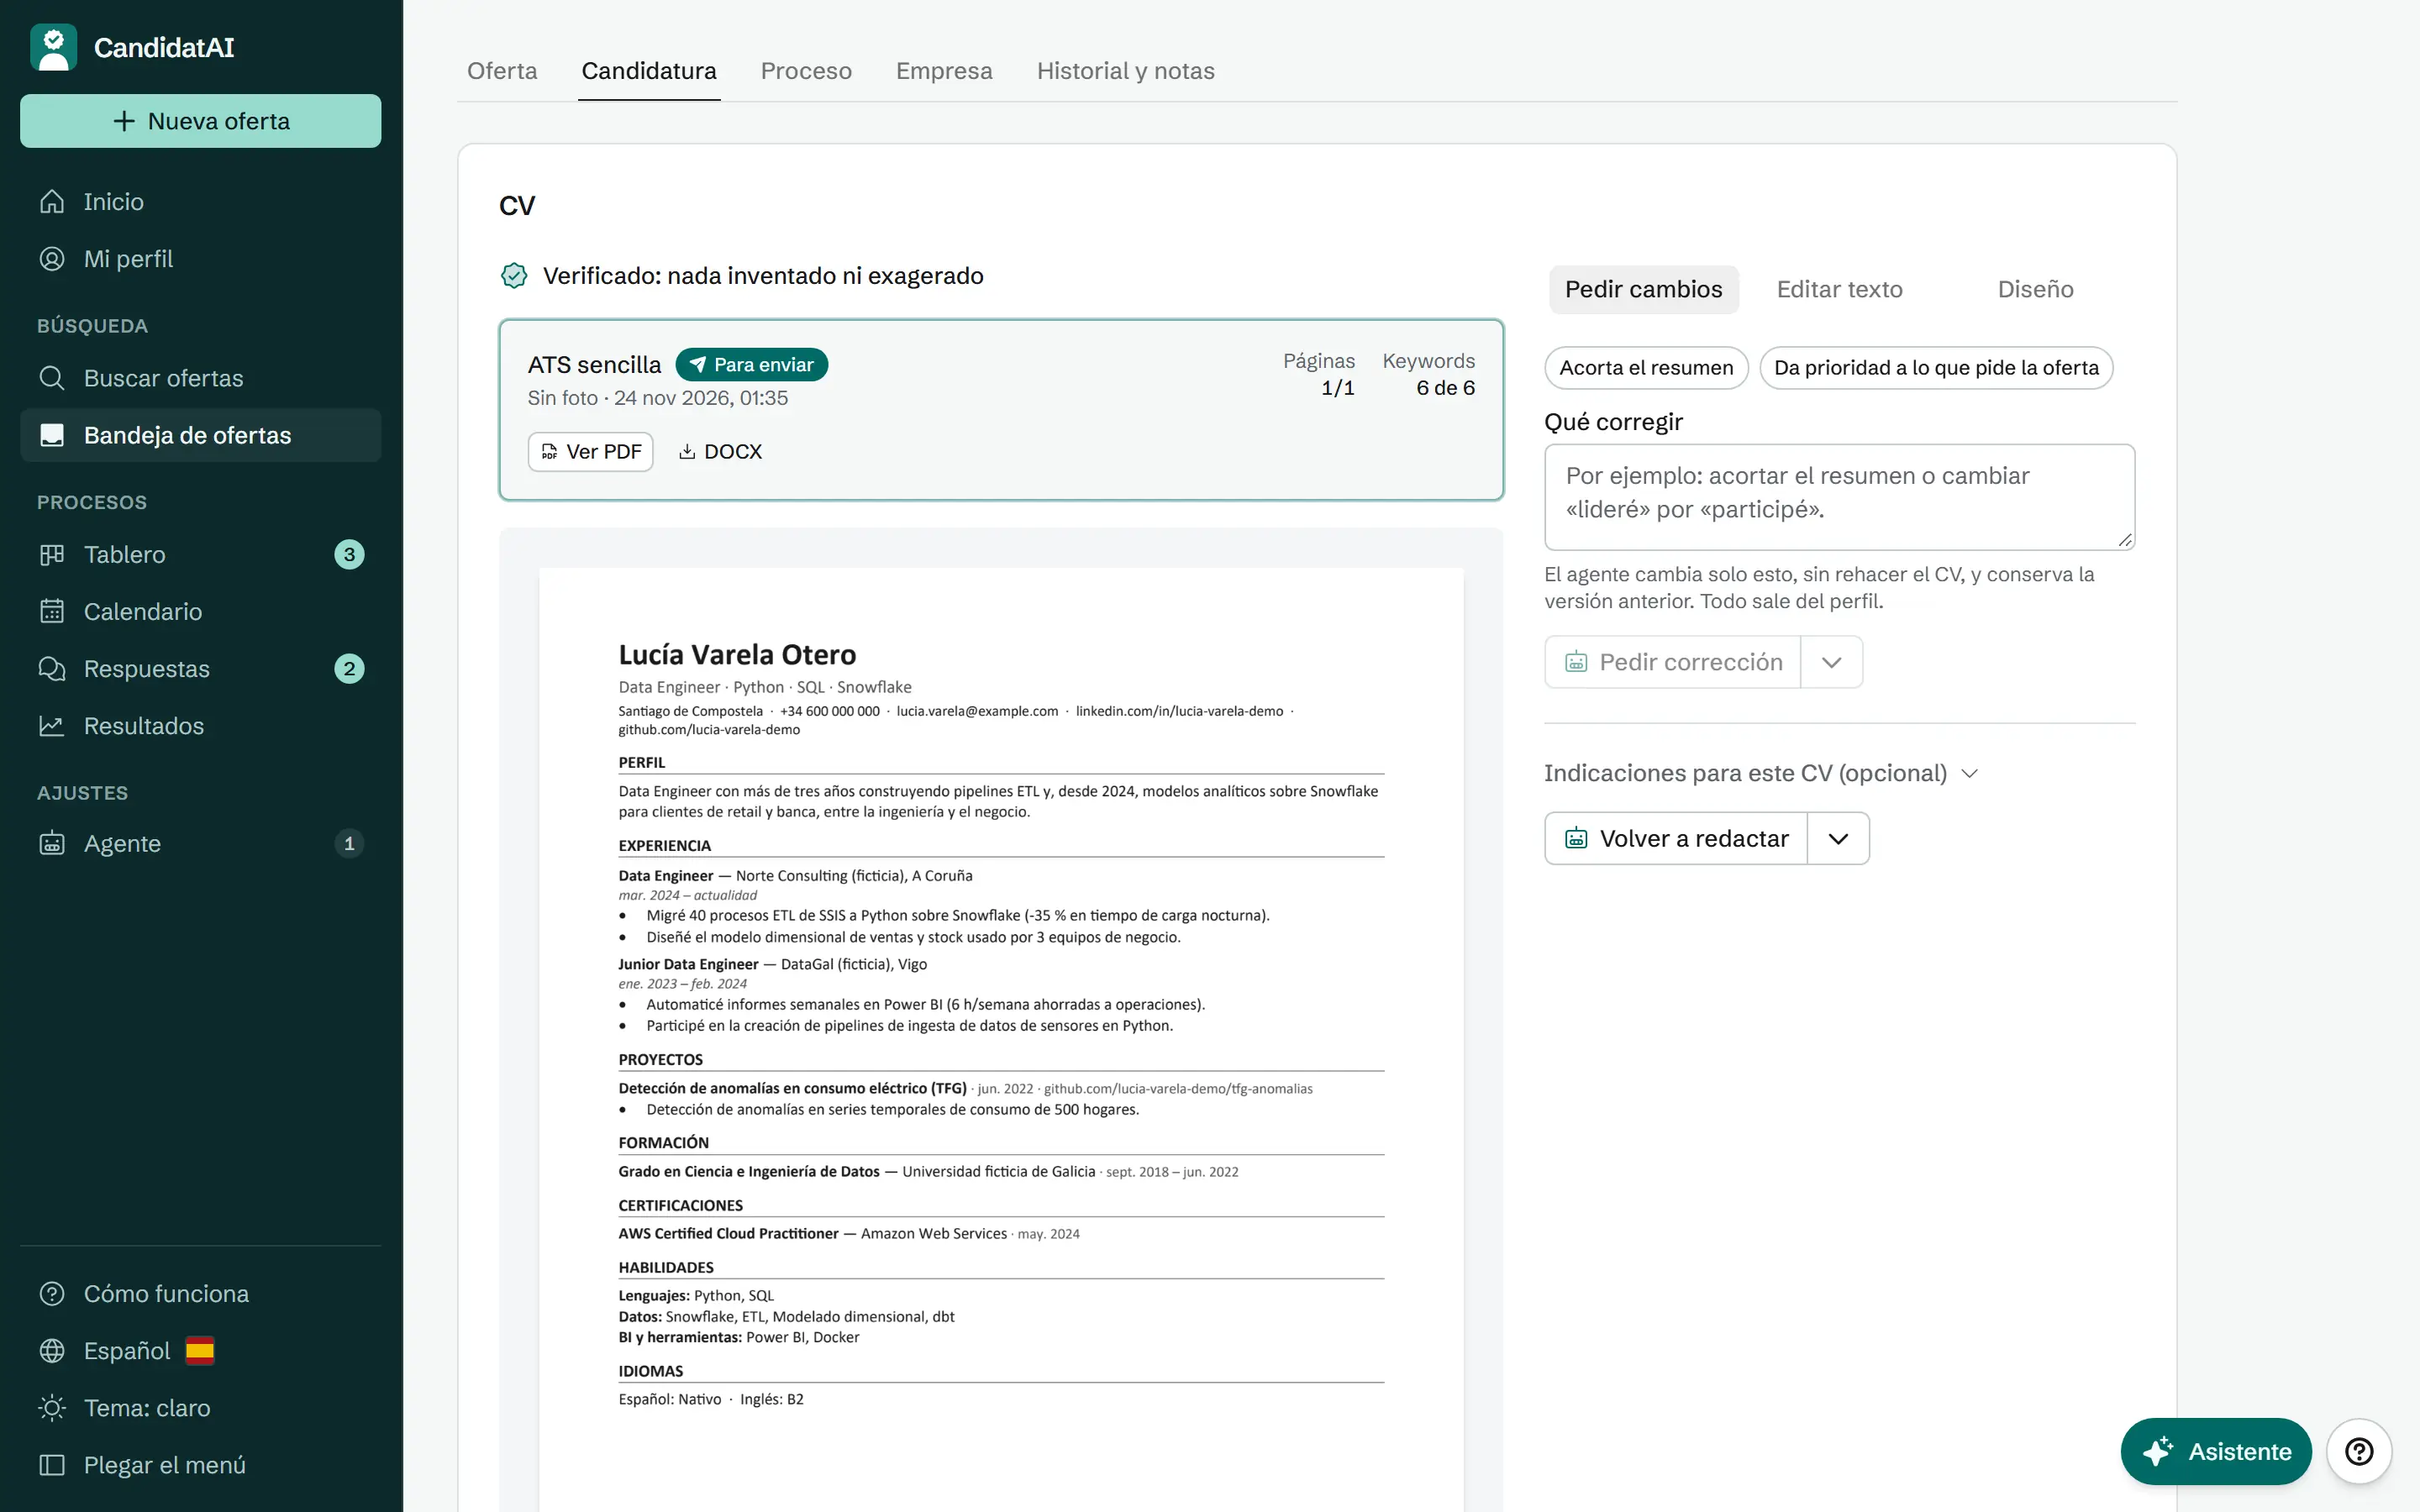 CandidatAI
Nueva oferta
Inicio
Mi perfil
BÚSQUEDA
Buscar ofertas
Bandeja de ofertas
PROCESOS
Tablero 3
Calendario
Respuestas 2
Resultados
AJUSTES
Agente 1
Cómo funciona
Español
Tema: claro
Plegar el menú
Oferta Candidatura Proceso Empresa Historial y notas
CV
Verificado: nada inventado ni exagerado
ATS sencilla Para enviar
Sin foto · 24 nov 2026, 01:35
Páginas Keywords
1/1 6 de 6
PDF Ver PDF DOCX
Lucía Varela Otero
Data Engineer · Python · SQL · Snowflake
Santiago de Compostela · +34 600 000 000 · lucia.varela@example.com · linkedin.com/in/lucia-varela-demo ·
github.com/lucia-varela-demo
PERFIL
Data Engineer con más de tres años construyendo pipelines ETL y, desde 2024, modelos analíticos sobre Snowflake
para clientes de retail y banca, entre la ingeniería y el negocio.
EXPERIENCIA
Data Engineer — Norte Consulting (ficticia), A Coruña
mar. 2024 – actualidad
• Migré 40 procesos ETL de SSIS a Python sobre Snowflake (-35 % en tiempo de carga nocturna).
• Diseñé el modelo dimensional de ventas y stock usado por 3 equipos de negocio.
Junior Data Engineer — DataGal (ficticia), Vigo
ene. 2023 – feb. 2024
• Automaticé informes semanales en Power BI (6 h/semana ahorradas a operaciones).
• Participé en la creación de pipelines de ingesta de datos de sensores en Python.
PROYECTOS
Detección de anomalías en consumo eléctrico (TFG) · jun. 2022 · github.com/lucia-varela-demo/tfg-anomalias
• Detección de anomalías en series temporales de consumo de 500 hogares.
FORMACIÓN
Grado en Ciencia e Ingeniería de Datos — Universidad ficticia de Galicia · sept. 2018 – jun. 2022
CERTIFICACIONES
AWS Certified Cloud Practitioner — Amazon Web Services · may. 2024
HABILIDADES
Lenguajes: Python, SQL
Datos: Snowflake, ETL, Modelado dimensional, dbt
BI y herramientas: Power BI, Docker
IDIOMAS
Español: Nativo · Inglés: B2
Pedir cambios Editar texto Diseño
Acorta el resumen Da prioridad a lo que pide la oferta
Qué corregir
Por ejemplo: acortar el resumen o cambiar
«lideré» por «participé».
El agente cambia solo esto, sin rehacer el CV, y conserva la
versión anterior. Todo sale del perfil.
Pedir corrección
Indicaciones para este CV (opcional)
Volver a redactar
Asistente